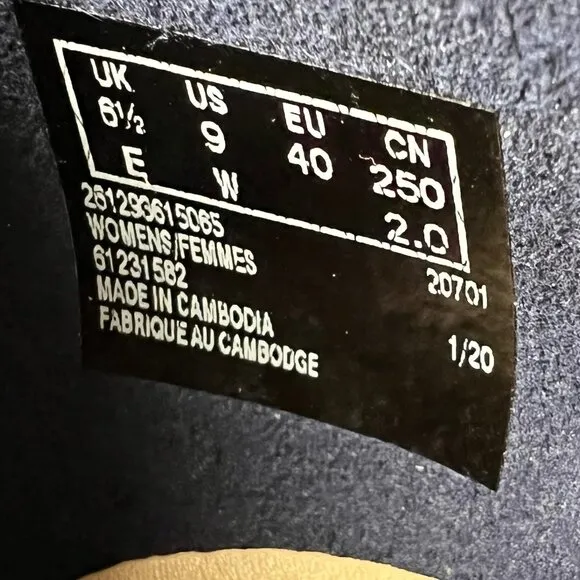 UK US EU CN
6½ 9 40 250
E W 2.0
261299615065
WOMENS/FEMMES 20701
61231582
MADE IN CAMBODIA
FABRIQUE AU CAMBODGE 1/20